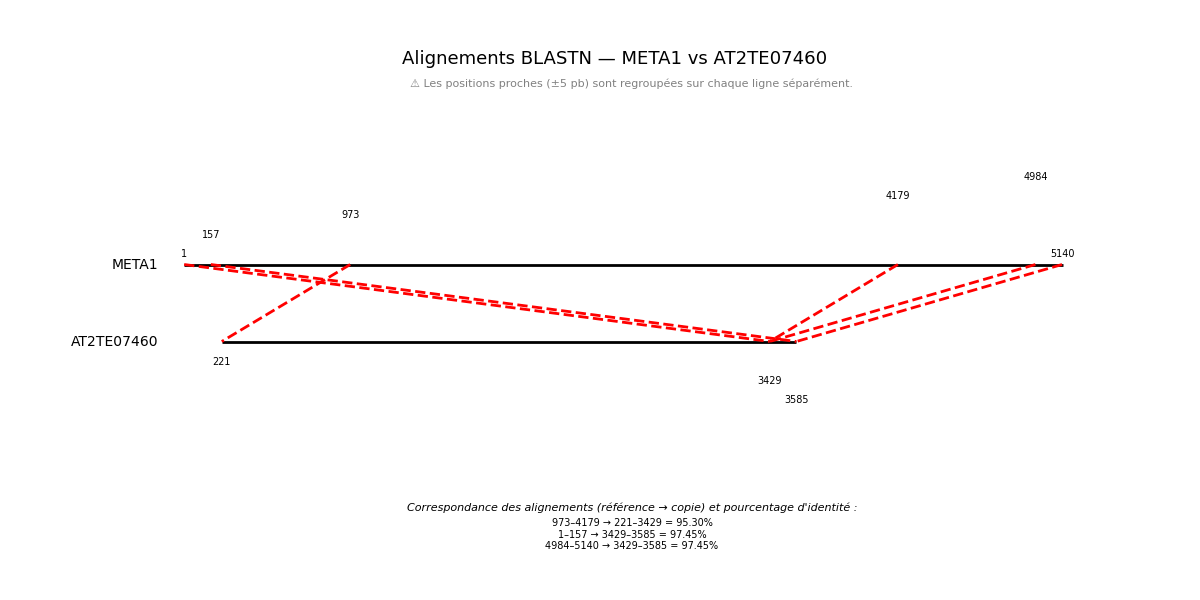 Alignements BLASTN — META1 vs AT2TE07460
⚠ Les positions proches (±5 pb) sont regroupées sur chaque ligne séparément.
4984
4179
973
157
1
5140
META1
AT2TE07460
221
3429
3585
Correspondance des alignements (référence → copie) et pourcentage d'identité :
973–4179 → 221–3429 = 95.30%
1–157 → 3429–3585 = 97.45%
4984–5140 → 3429–3585 = 97.45%